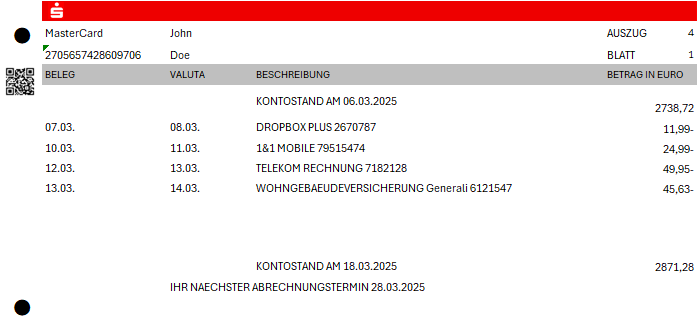 MasterCard John AUSZUG 4
2705657428609706 Doe BLATT 1
BELEG VALUTA BESCHREIBUNG BETRAG IN EURO
KONTOSTAND AM 06.03.2025 2738,72
07.03. 08.03. DROPBOX PLUS 2670787 11,99-
10.03. 11.03. 1&1 MOBILE 79515474 24,99-
12.03. 13.03. TELEKOM RECHNUNG 7182128 49,95-
13.03. 14.03. WOHNGEBAEUDEVERSICHERUNG Generali 6121547 45,63-
KONTOSTAND AM 18.03.2025 2871,28
IHR NAECHSTER ABRECHNUNGSTERMIN 28.03.2025